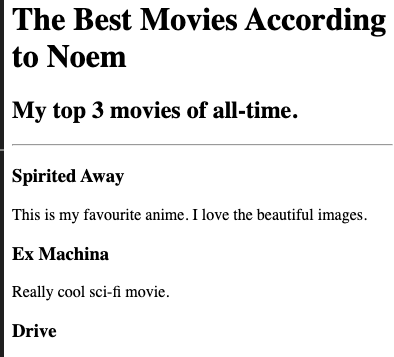 The Best Movies According
to Noem
My top 3 movies of all-time.
Spirited Away
This is my favourite anime. I love the beautiful images.
Ex Machina
Really cool sci-fi movie.
Drive